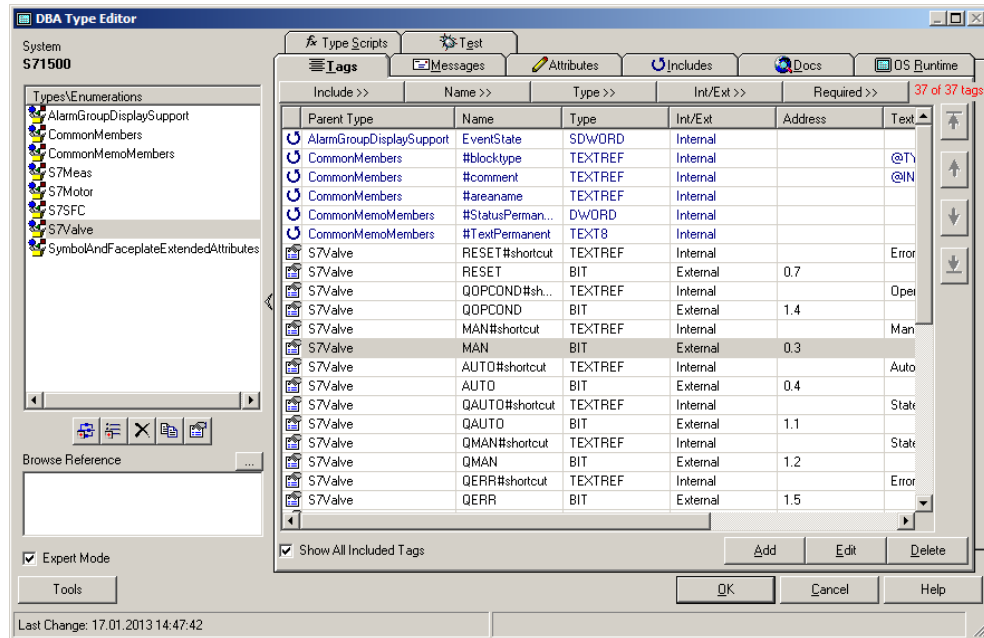 DBA Type Editor
System
S71500
Types\Enumerations
AlarmGroupDisplaySupport
CommonMembers
CommonMemoMembers
S7Meas
S7Motor
S7SFC
S7Valve
SymbolAndFaceplateExtendedAttributes
Browse Reference
...
Expert Mode
Tools
Type Scripts Test
Tags Messages Attributes Includes Docs OS Runtime
Include >> Name >> Type >> Int/Ext >> Required >> 37 of 37 tags
Parent Type Name Type Int/Ext Address Text
AlarmGroupDisplaySupport EventState SDWORD Internal
CommonMembers #blocktype TEXTREF Internal @TY
CommonMembers #comment TEXTREF Internal @IN
CommonMembers #areaname TEXTREF Internal
CommonMemoMembers #StatusPerman... DWORD Internal
CommonMemoMembers #TextPermanent TEXT8 Internal
S7Valve RESET#shortcut TEXTREF Internal Error
S7Valve RESET BIT External 0.7
S7Valve QOPCOND#sh... TEXTREF Internal Oper
S7Valve QOPCOND BIT External 1.4
S7Valve MAN#shortcut TEXTREF Internal Man
S7Valve MAN BIT External 0.3
S7Valve AUTO#shortcut TEXTREF Internal Auto
S7Valve AUTO BIT External 0.4
S7Valve QAUTO#shortcut TEXTREF Internal State
S7Valve QAUTO BIT External 1.1
S7Valve QMAN#shortcut TEXTREF Internal State
S7Valve QMAN BIT External 1.2
S7Valve QERR#shortcut TEXTREF Internal Error
S7Valve QERR BIT External 1.5
Show All Included Tags Add Edit Delete
OK Cancel Help
Last Change: 17.01.2013 14:47:42